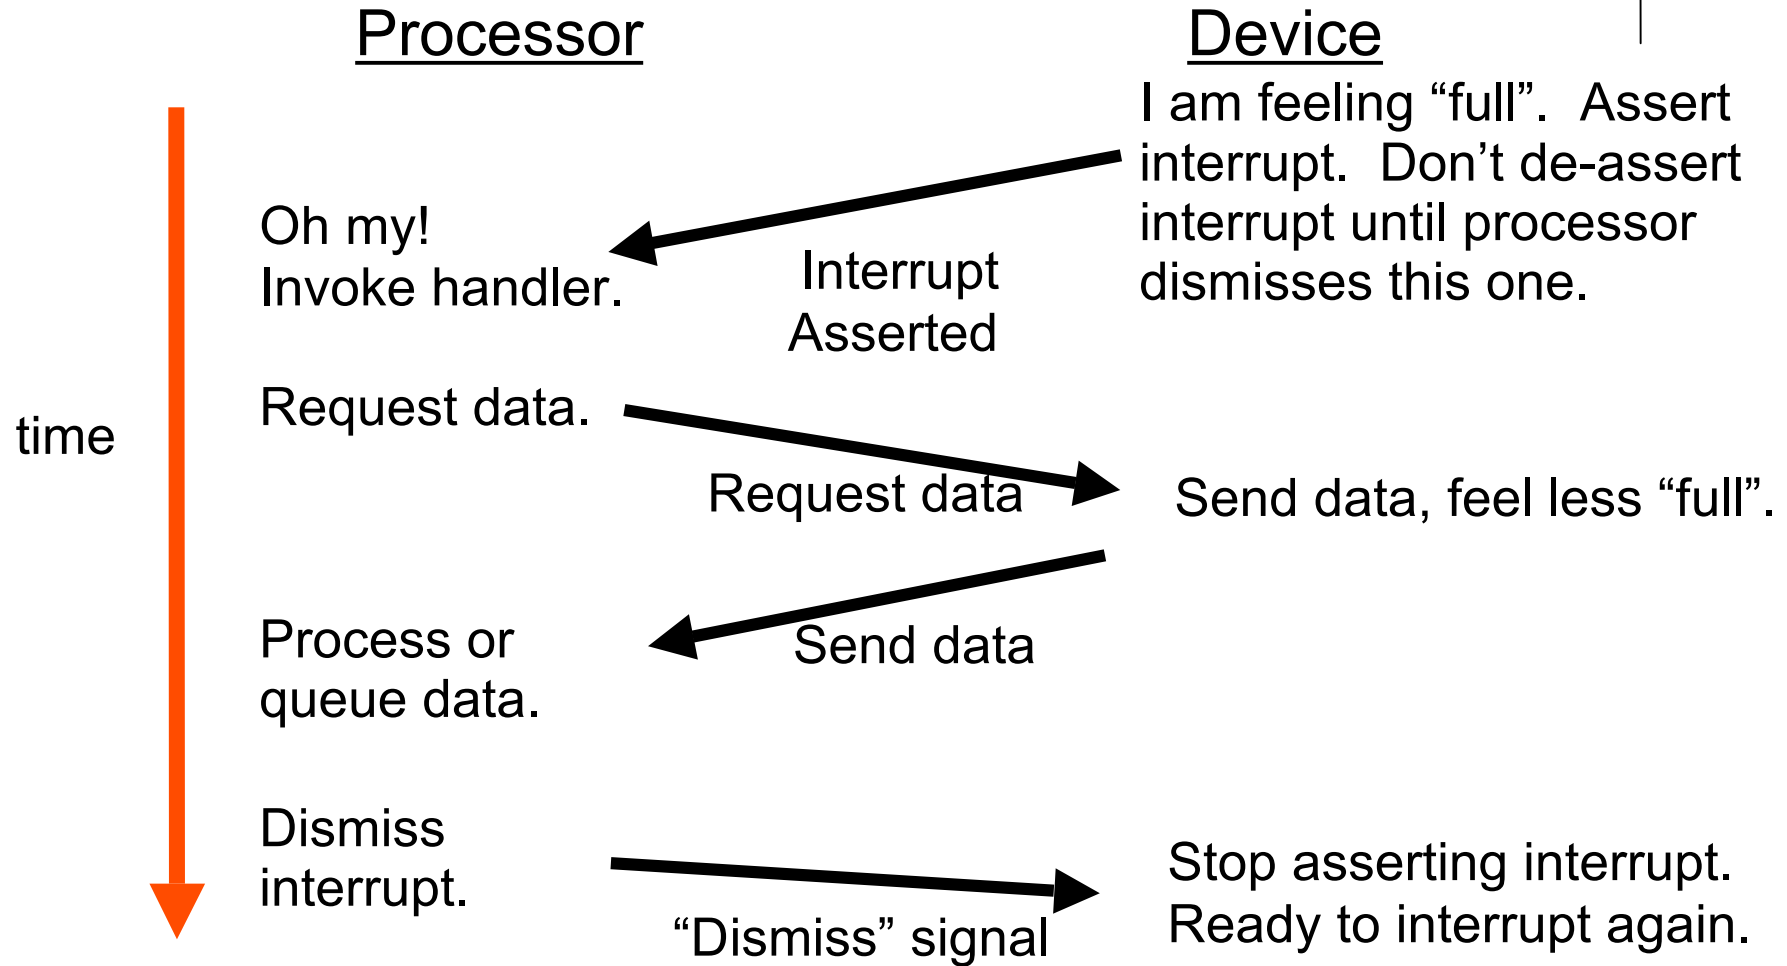 Processor
Device
I am feeling “full”.  Assert
interrupt.  Don’t de-assert
interrupt until processor
dismisses this one.
Oh my!
Invoke handler.
Interrupt
Asserted
time
Request data.
Request data
Send data, feel less “full”.
Process or
queue data.
Send data
Dismiss
interrupt.
“Dismiss” signal
Stop asserting interrupt.
Ready to interrupt again.